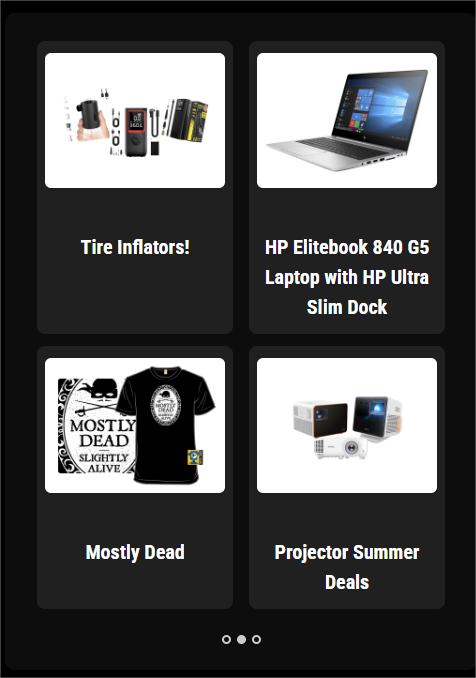 Tire Inflators!
HP Elitebook 840 G5
Laptop with HP Ultra
Slim Dock
MOSTLY
DEAD
SLIGHTLY
ALIVE
MOSTLY
DEAD
Mostly Dead
Projector Summer
Deals